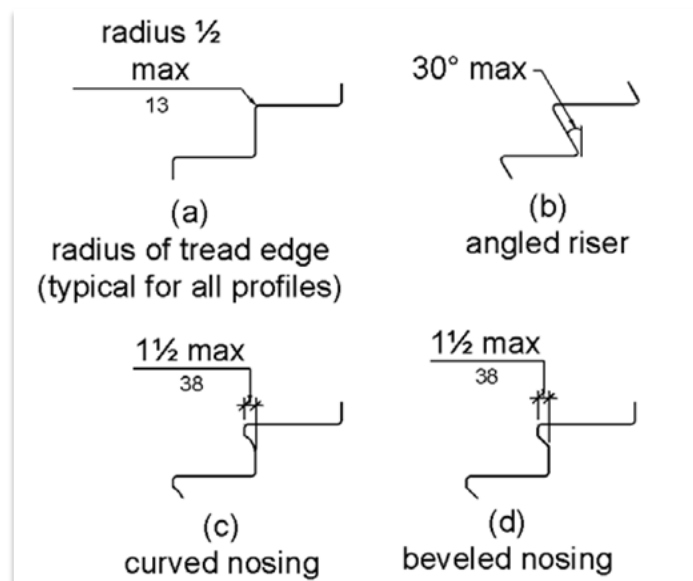 radius ½
max
13
(a)
radius of tread edge
(typical for all profiles)
30° max
(b)
angled riser
1½ max
38
(c)
curved nosing
1½ max
38
(d)
beveled nosing